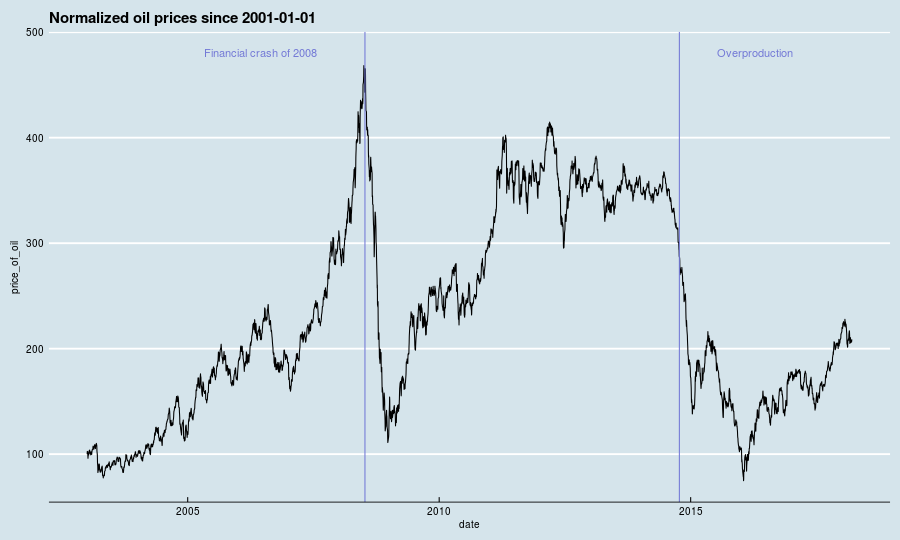 Normalized oil prices since 2001-01-01
500
Financial crash of 2008
Overproduction
400
300
price_of_oil
200
100
2005
2010
2015
date